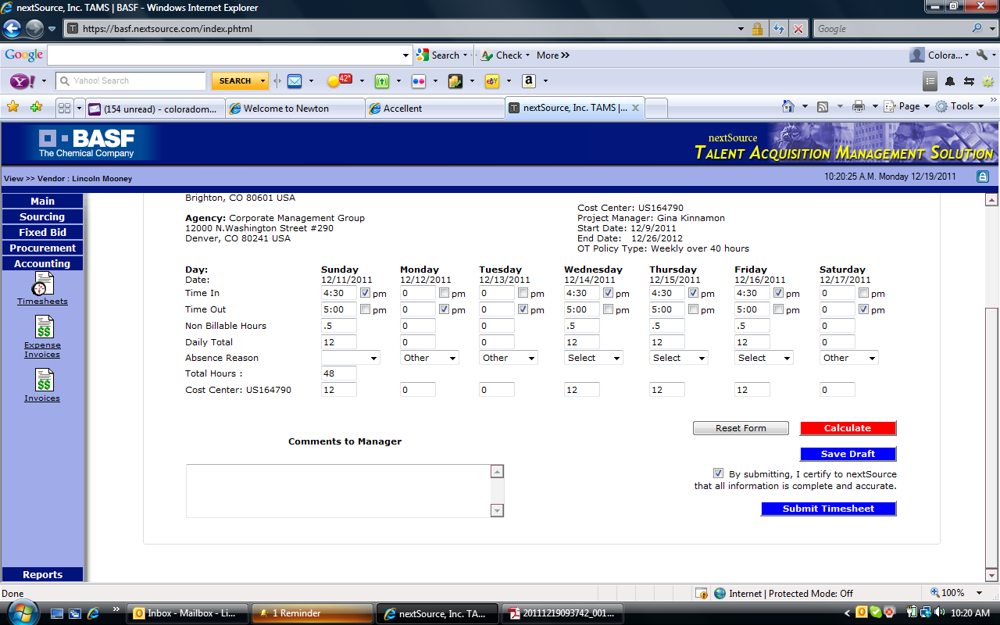 nextSource, Inc. TAMS | BASF - Windows Internet Explorer
https://basf.nextsource.com/index.phtml
Google
Google
Search
Check
More
Colora...
Y!
Yahoo! Search
SEARCH
42°
eBY
a
(154 unread) - coloradom...
Welcome to Newton
Accellent
nextSource, Inc. TAMS |...
Page
Tools
BASF
The Chemical Company
nextSource
TALENT ACQUISITION MANAGEMENT SOLUTION
View >> Vendor : Lincoln Mooney
10:20:25 A.M. Monday 12/19/2011
Main
Sourcing
Fixed Bid
Procurement
Accounting
Timesheets
Expense
Invoices
Invoices
Reports
Brighton, CO 80601 USA
Agency: Corporate Management Group
12000 N.Washington Street #290
Denver, CO 80241 USA
Cost Center: US164790
Project Manager: Gina Kinnamon
Start Date: 12/9/2011
End Date: 12/26/2012
OT Policy Type: Weekly over 40 hours
Day: Sunday Monday Tuesday Wednesday Thursday Friday Saturday
Date: 12/11/2011 12/12/2011 12/13/2011 12/14/2011 12/15/2011 12/16/2011 12/17/2011
Time In 4:30 pm 0 pm 0 pm 4:30 pm 4:30 pm 4:30 pm 0 pm
Time Out 5:00 pm 0 pm 0 pm 5:00 pm 5:00 pm 5:00 pm 0 pm
Non Billable Hours .5 0 0 .5 .5 .5 0
Daily Total 12 0 0 12 12 12 0
Absence Reason Other Other Select Select Select Other
Total Hours : 48
Cost Center: US164790 12 0 0 12 12 12 0
Reset Form
Calculate
Comments to Manager
Save Draft
By submitting, I certify to nextSource
that all information is complete and accurate.
Submit Timesheet
Done
Internet | Protected Mode: Off
100%
Inbox - Mailbox - Li...
1 Reminder
nextSource, Inc. TA...
20111219093742_001...
10:20 AM